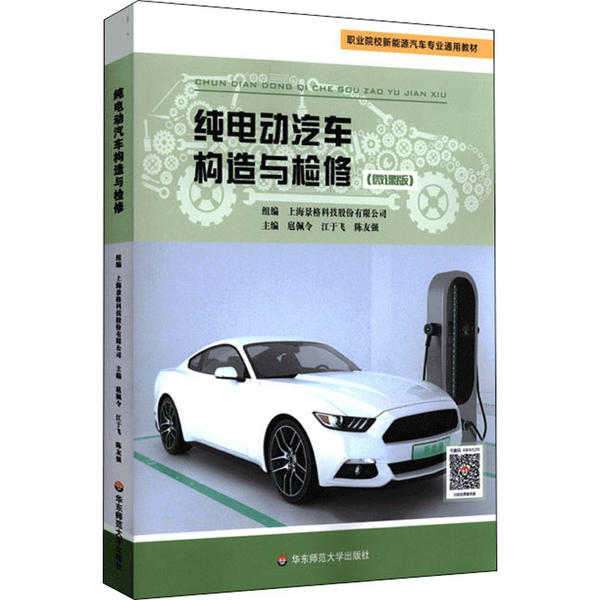 职业院校新能源汽车专业通用教材
CHUN DIAN DONG QI CHE GOU ZAO YU JIAN XIU
纯电动汽车
构造与检修
(微课版)
组编 上海景格科技股份有限公司
主编 扈佩令 江于飞 陈友强
华东师范大学出版社
纯电动汽车构造与检修
组编 上海景格科技股份有限公司 主编 扈佩令 江于飞 陈友强
华东师范大学出版社